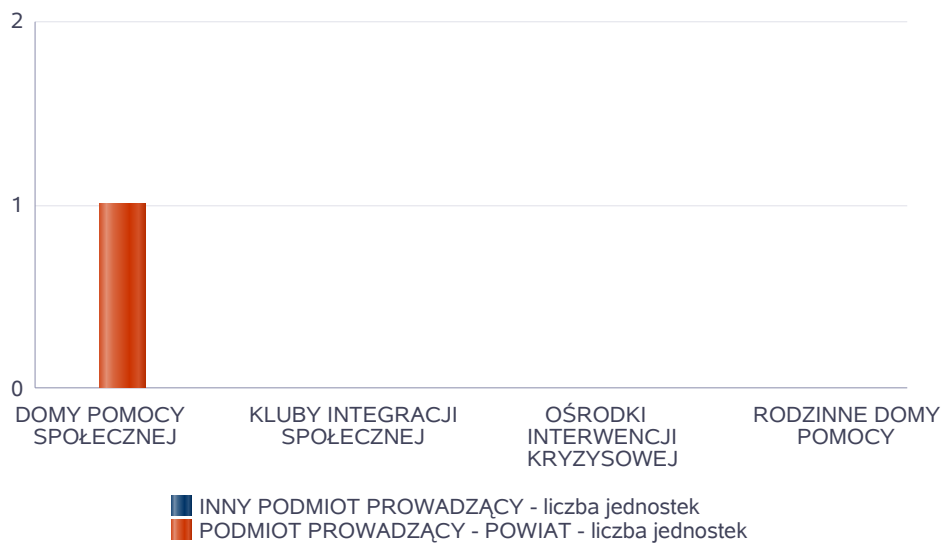 2
1
0
DOMY POMOCY
SPOŁECZNEJ
KLUBY INTEGRACJI
SPOŁECZNEJ
OŚRODKI
INTERWENCJI
KRYZYSOWEJ
RODZINNE DOMY
POMOCY
INNY PODMIOT PROWADZĄCY - liczba jednostek
PODMIOT PROWADZĄCY - POWIAT - liczba jednostek